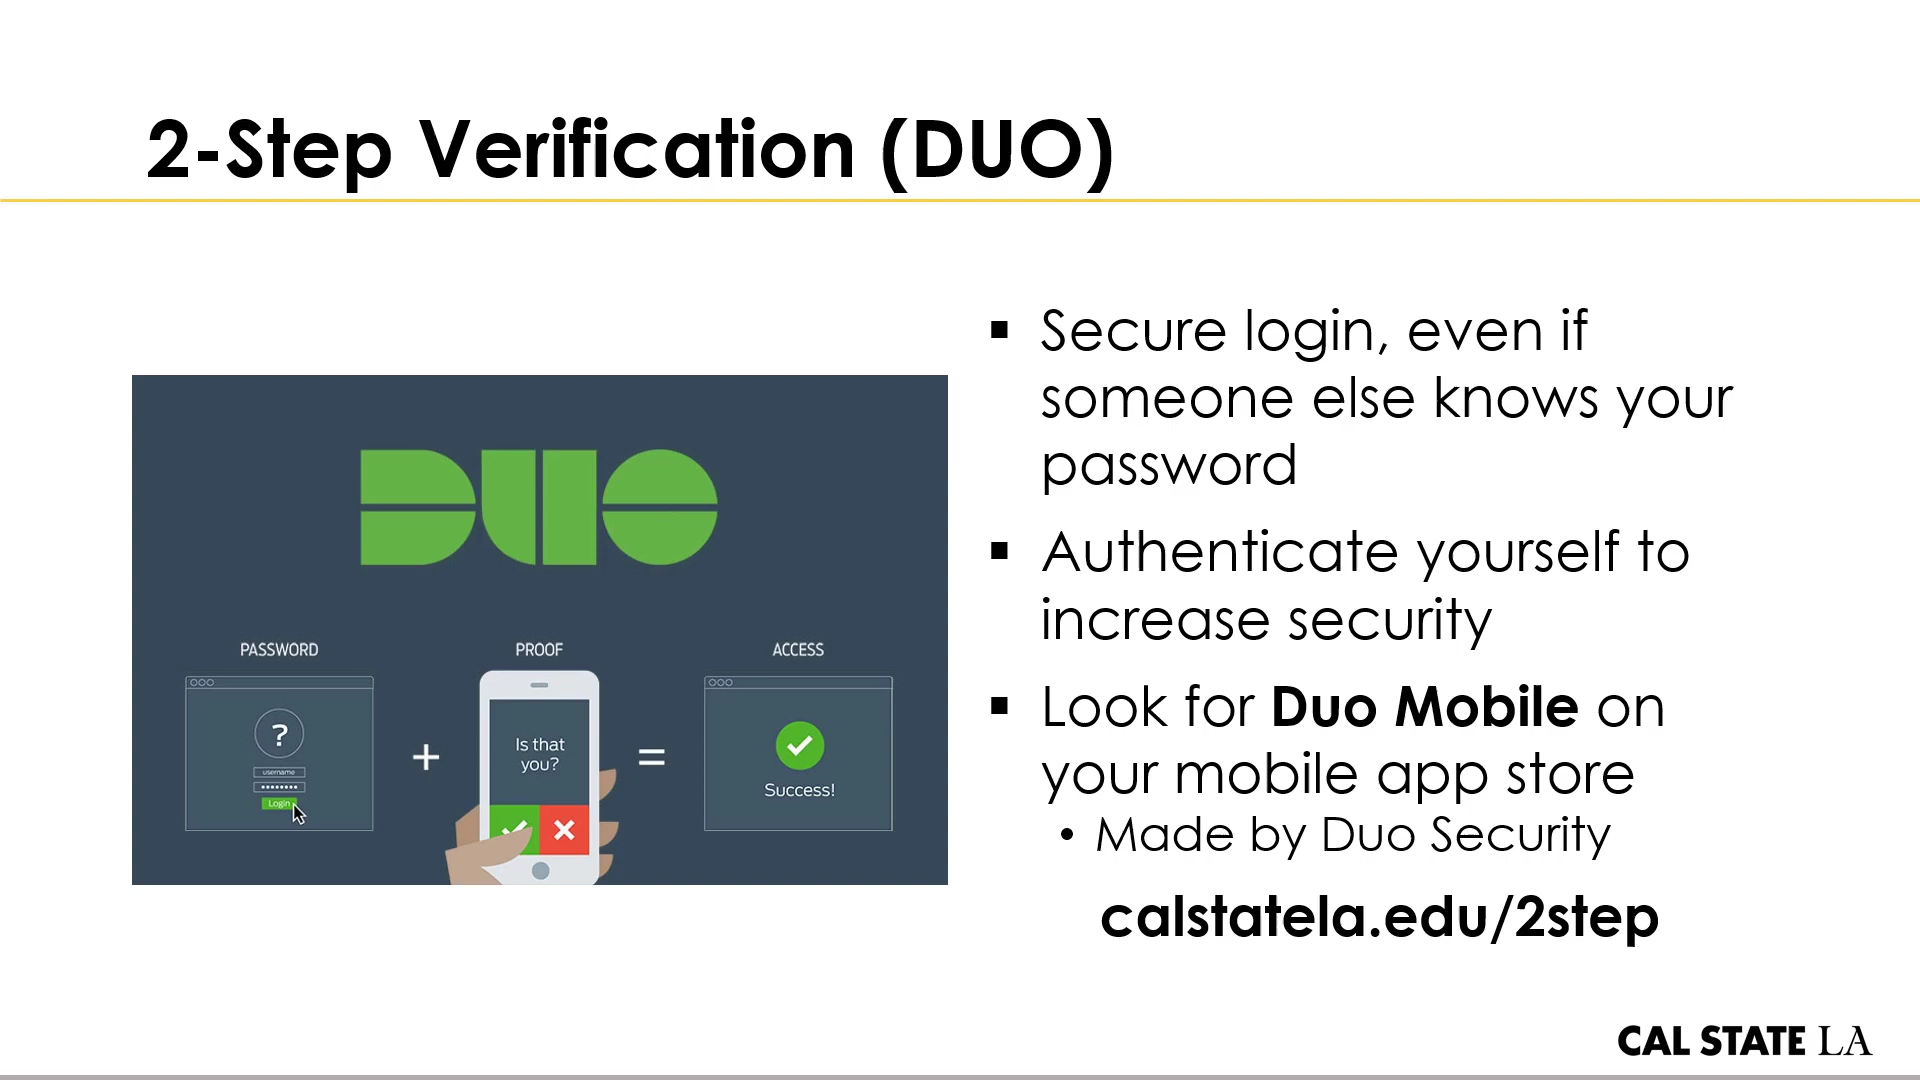 2-Step Verification (DUO)
DUO
PASSWORD
PROOF
ACCESS
?
username
Login
+
Is that
you?
=
Success!
▪ Secure login, even if
someone else knows your
password
▪ Authenticate yourself to
increase security
▪ Look for Duo Mobile on
your mobile app store
• Made by Duo Security
calstatela.edu/2step
CAL STATE LA